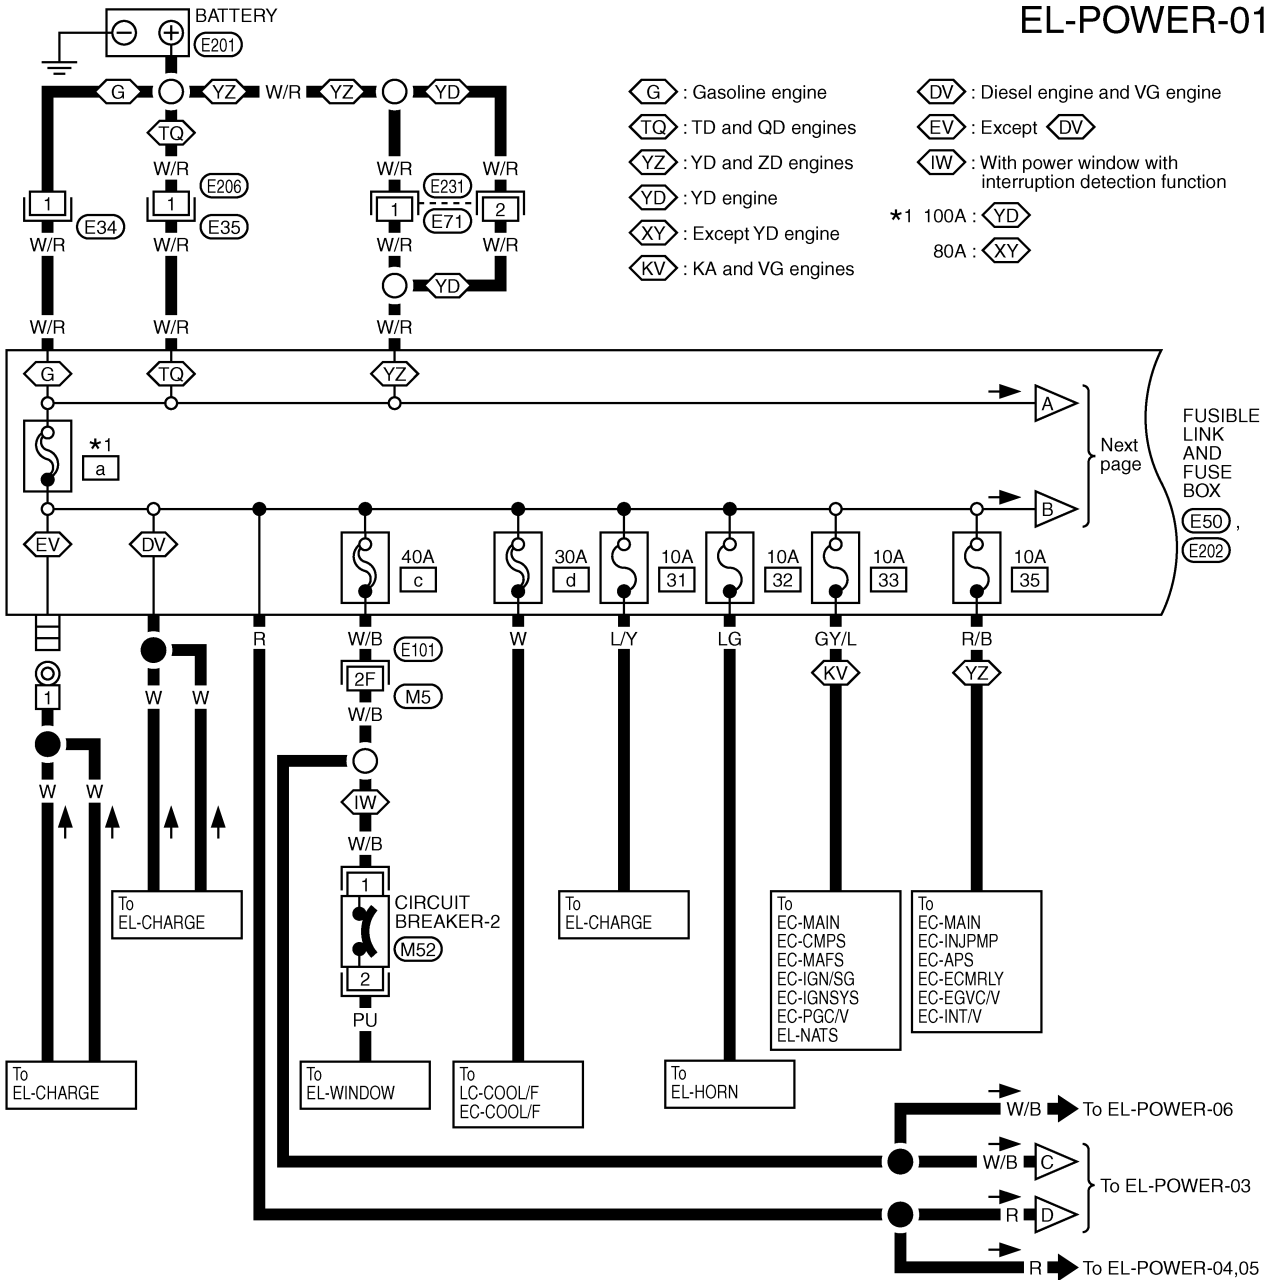 EL-POWER-01
BATTERY
E201
G
YZ
W/R
YZ
YD
TQ
W/R
W/R
W/R
1
E34
1
E206
E35
1
E231
E71
2
W/R
W/R
W/R
W/R
YD
W/R
W/R
W/R
G : Gasoline engine
TQ : TD and QD engines
YZ : YD and ZD engines
YD : YD engine
XY : Except YD engine
KV : KA and VG engines
DV : Diesel engine and VG engine
EV : Except DV
IW : With power window with
interruption detection function
*1 100A : YD
80A : XY
G
TQ
YZ
A
*1
a
Next
page
B
FUSIBLE
LINK
AND
FUSE
BOX
E50 ,
E202
EV
DV
40A
c
30A
d
10A
31
10A
32
10A
33
10A
35
R
W/B
W
L/Y
LG
GY/L
R/B
E101
2F
M5
KV
YZ
1
W
W
W/B
W
W
IW
W/B
1
CIRCUIT
BREAKER-2
M52
2
PU
To
EL-CHARGE
To
EL-CHARGE
To
EC-MAIN
EC-CMPS
EC-MAFS
EC-IGN/SG
EC-IGNSYS
EC-PGC/V
EL-NATS
To
EC-MAIN
EC-INJPMP
EC-APS
EC-ECMRLY
EC-EGVC/V
EC-INT/V
To
EL-CHARGE
To
EL-WINDOW
To
LC-COOL/F
EC-COOL/F
To
EL-HORN
W/B
To EL-POWER-06
W/B
C
To EL-POWER-03
R
D
R
To EL-POWER-04,05